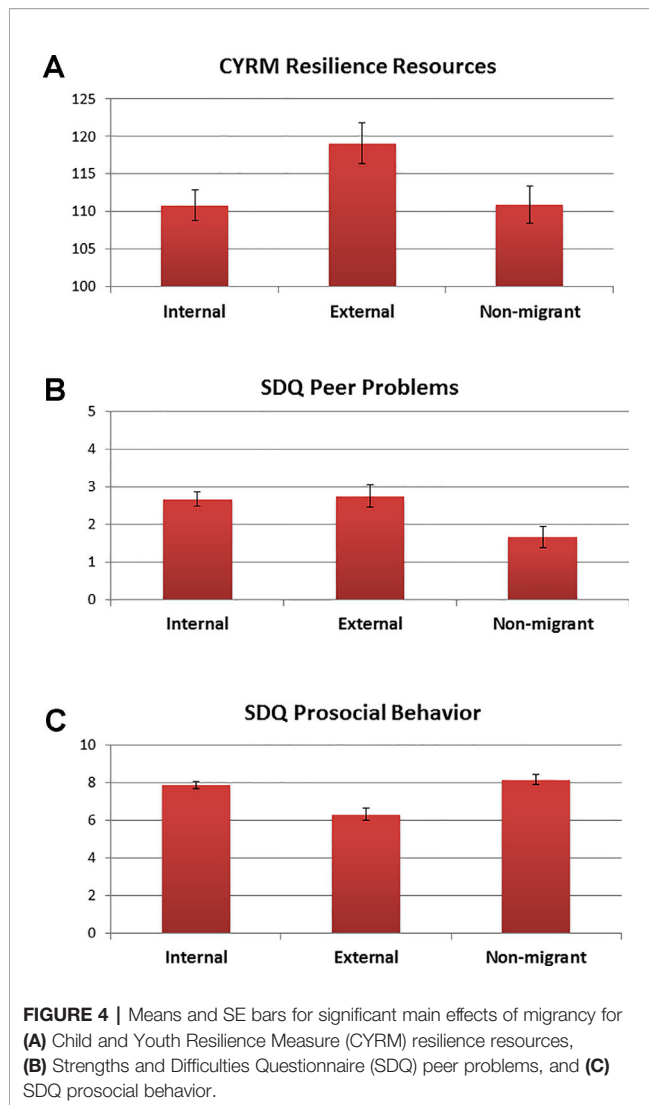 A
CYRM Resilience Resources
125
120
115
110
105
100
Internal External Non-migrant
B
SDQ Peer Problems
5
4
3
2
1
0
Internal External Non-migrant
C
SDQ Prosocial Behavior
10
8
6
4
2
0
Internal External Non-migrant
FIGURE 4 | Means and SE bars for significant main effects of migrancy for
(A) Child and Youth Resilience Measure (CYRM) resilience resources,
(B) Strengths and Difficulties Questionnaire (SDQ) peer problems, and (C)
SDQ prosocial behavior.